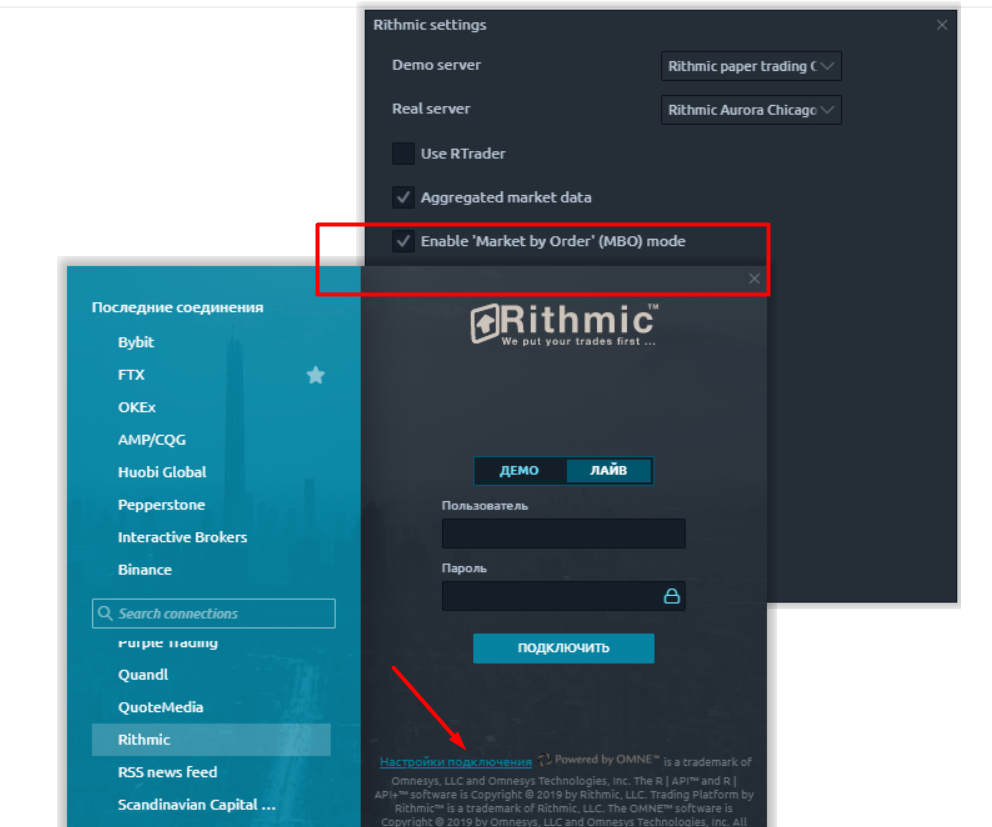 Rithmic settings
Demo server
Rithmic paper trading
Real server
Rithmic Aurora Chicago
Use RTrader
Aggregated market data
Enable 'Market by Order' (MBO) mode
Последние соединения
Bybit
FTX
OKEx
AMP/CQG
Huobi Global
Pepperstone
Interactive Brokers
Binance
Search connections
Purple Trading
Quandl
QuoteMedia
Rithmic
RSS news feed
Scandinavian Capital ...
Rithmic™
We put your trades first ...
ДЕМО ЛАЙВ
Пользователь
Пароль
ПОДКЛЮЧИТЬ
Настройки подключения Powered by OMNE™ is a trademark of
Omnesys, LLC and Omnesys Technologies, Inc. The R | API™ and R |
API+™ software is Copyright © 2019 by Rithmic, LLC. Trading Platform by
Rithmic™ is a trademark of Rithmic, LLC. The OMNE™ software is
Copyright © 2019 by Omnesys, LLC and Omnesys Technologies, Inc. All